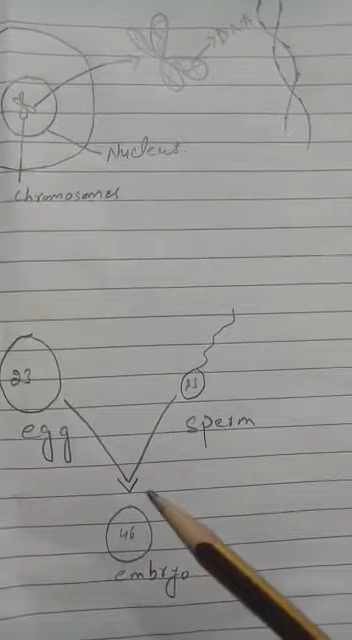 DNA
Nucleus
Chromosomes
23
23
egg
sperm
46
embryo